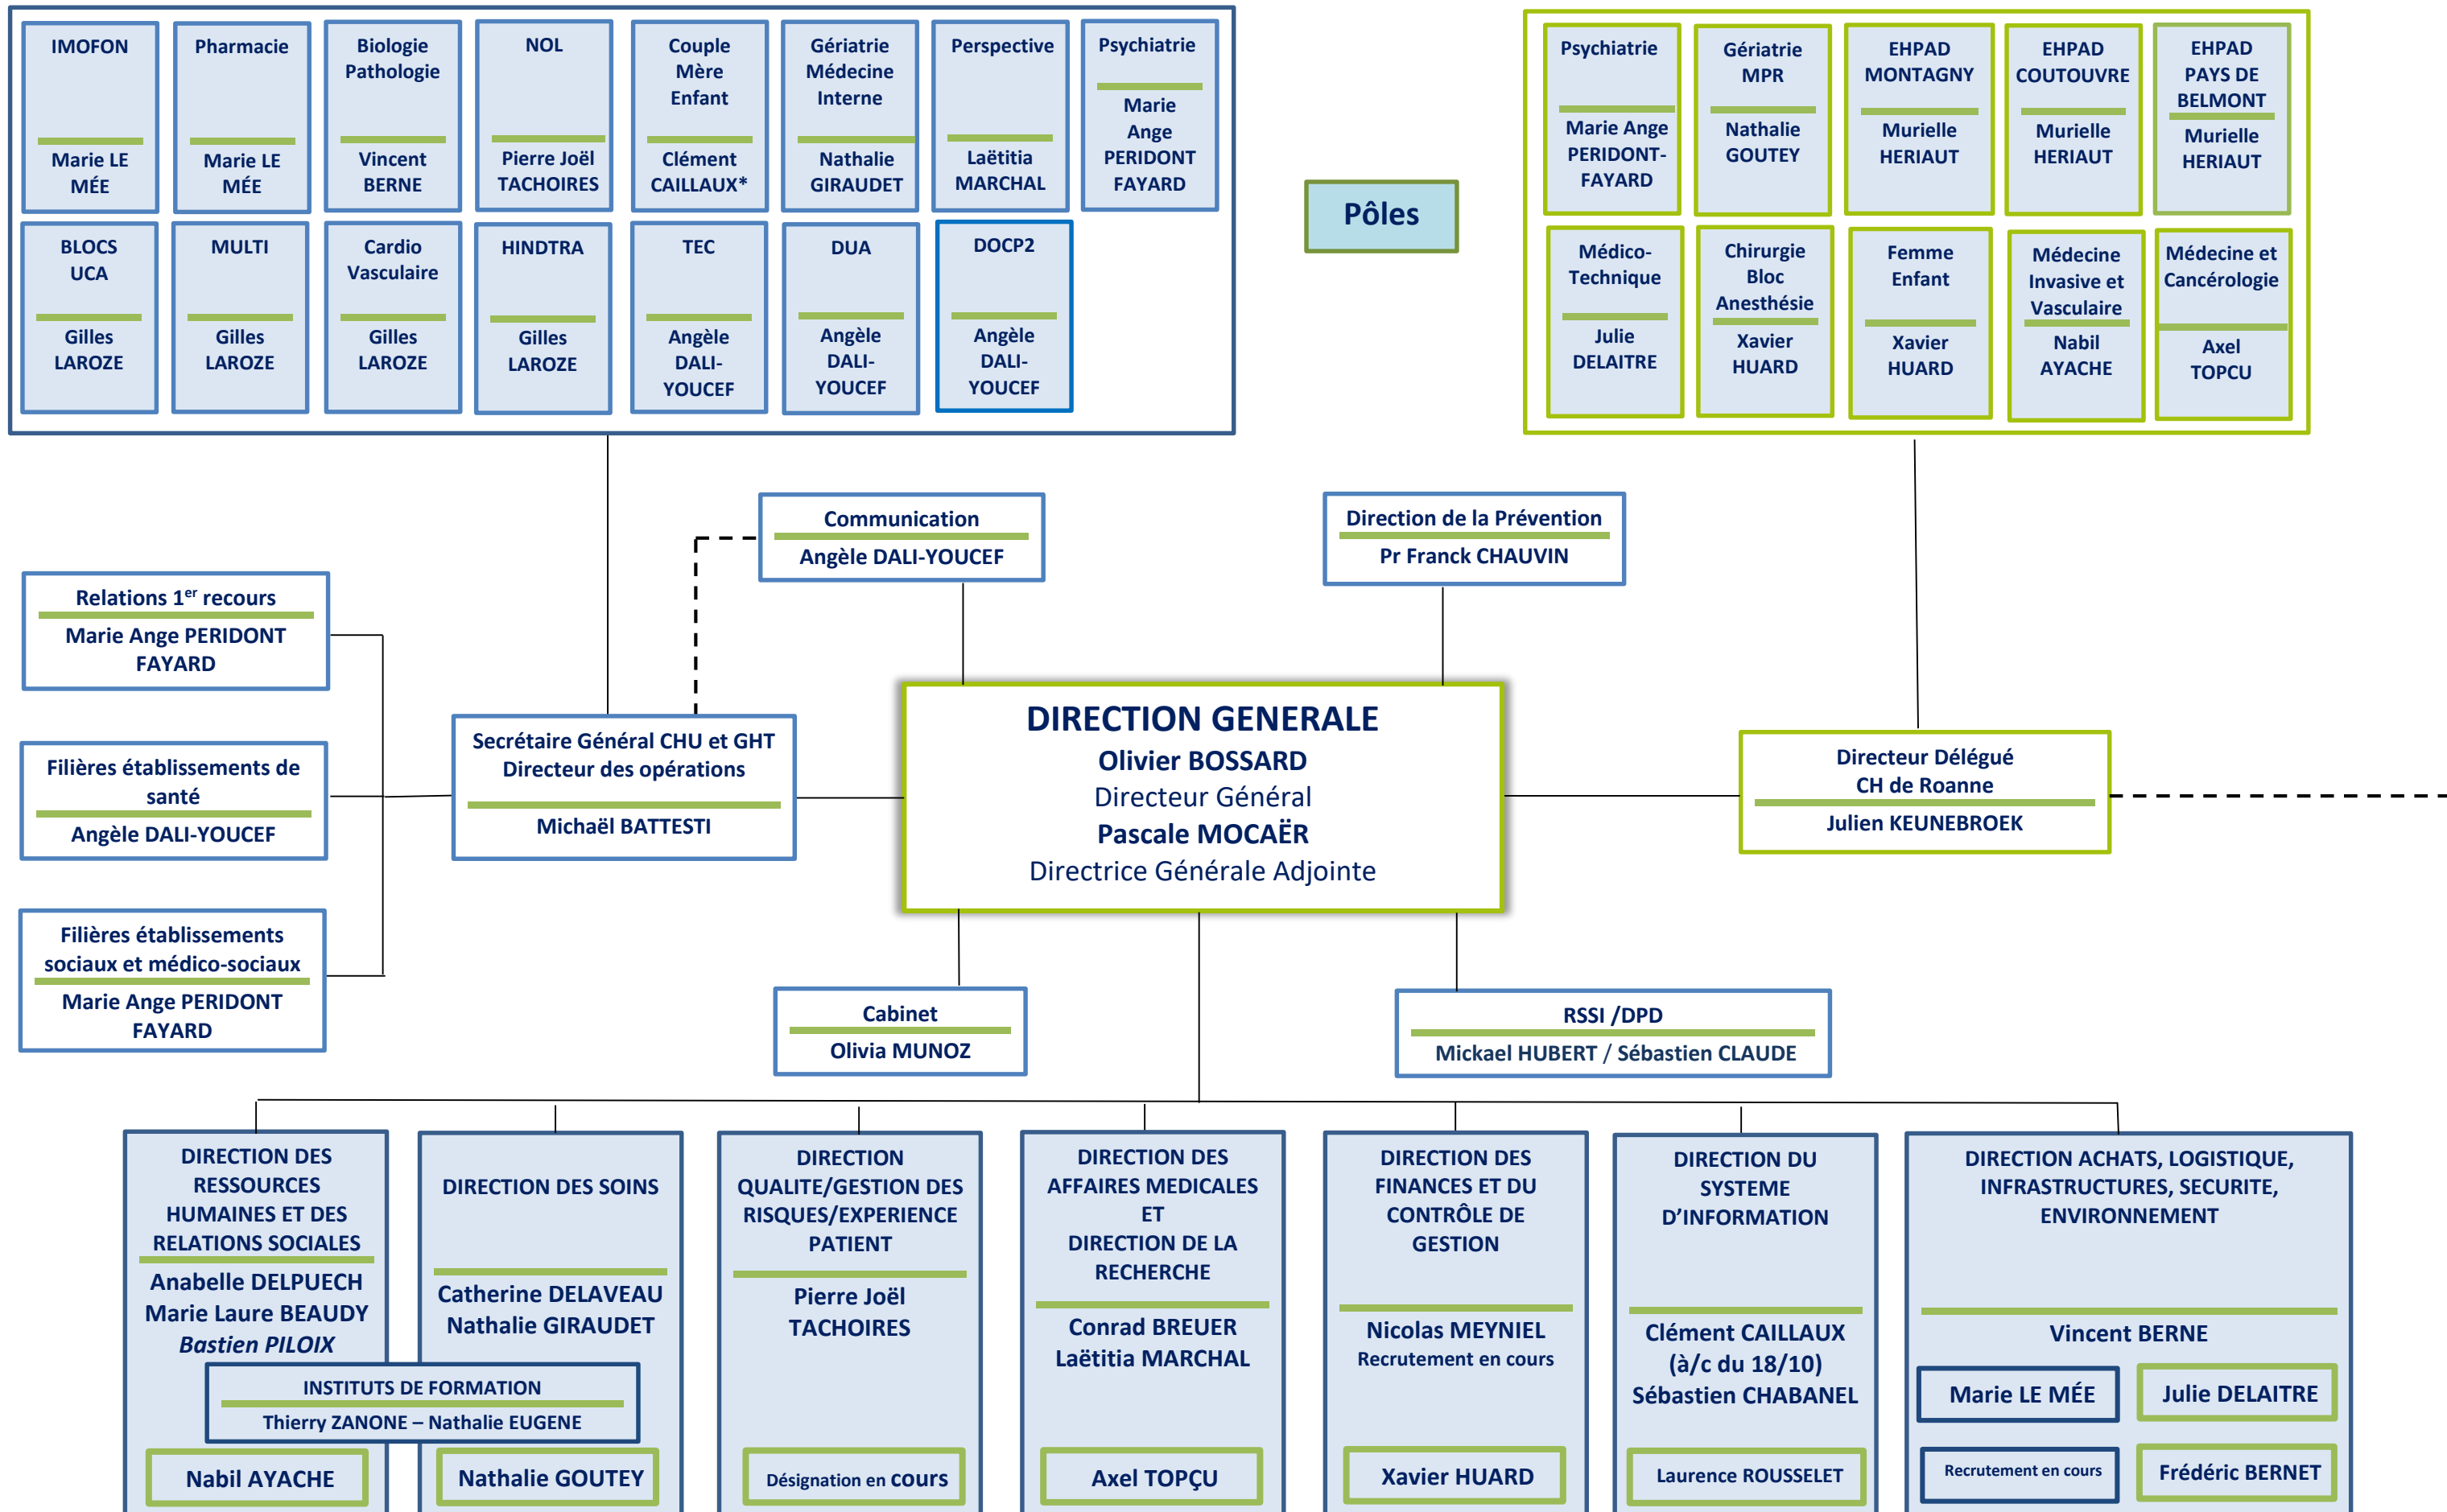 IMOFON
Marie LE
MÉE
Pharmacie
Marie LE
MÉE
Biologie
Pathologie
Vincent
BERNE
NOL
Pierre Joël
TACHOIRES
Couple
Mère
Enfant
Clément
CAILLAUX*
Gériatrie
Médecine
Interne
Nathalie
GIRAUDET
Perspective
Laëtitia
MARCHAL
Psychiatrie
Marie
Ange
PERIDONT
FAYARD
BLOCS
UCA
Gilles
LAROZE
MULTI
Gilles
LAROZE
Cardio
Vasculaire
Gilles
LAROZE
HINDTRA
Gilles
LAROZE
TEC
Angèle
DALI-
YOUCEF
DUA
Angèle
DALI-
YOUCEF
DOCP2
Angèle
DALI-
YOUCEF
Pôles
Psychiatrie
Marie Ange
PERIDONT-
FAYARD
Gériatrie
MPR
Nathalie
GOUTEY
EHPAD
MONTAGNY
Murielle
HERIAUT
EHPAD
COUTOUVRE
Murielle
HERIAUT
EHPAD
PAYS DE
BELMONT
Murielle
HERIAUT
Médico-
Technique
Julie
DELAITRE
Chirurgie
Bloc
Anesthésie
Xavier
HUARD
Femme
Enfant
Xavier
HUARD
Médecine
Invasive et
Vasculaire
Nabil
AYACHE
Médecine et
Cancérologie
Axel
TOPCU
Communication
Angèle DALI-YOUCEF
Direction de la Prévention
Pr Franck CHAUVIN
Relations 1er recours
Marie Ange PERIDONT
FAYARD
Filières établissements de
santé
Angèle DALI-YOUCEF
Filières établissements
sociaux et médico-sociaux
Marie Ange PERIDONT
FAYARD
Secrétaire Général CHU et GHT
Directeur des opérations
Michaël BATTESTI
DIRECTION GENERALE
Olivier BOSSARD
Directeur Général
Pascale MOCAËR
Directrice Générale Adjointe
Directeur Délégué
CH de Roanne
Julien KEUNEBROEK
Cabinet
Olivia MUNOZ
RSSI /DPD
Mickael HUBERT / Sébastien CLAUDE
DIRECTION DES
RESSOURCES
HUMAINES ET DES
RELATIONS SOCIALES
Anabelle DELPUECH
Marie Laure BEAUDY
Bastien PILOIX
DIRECTION DES SOINS
Catherine DELAVEAU
Nathalie GIRAUDET
INSTITUTS DE FORMATION
Thierry ZANONE – Nathalie EUGENE
Nabil AYACHE
Nathalie GOUTEY
DIRECTION
QUALITE/GESTION DES
RISQUES/EXPERIENCE
PATIENT
Pierre Joël
TACHOIRES
Désignation en cours
DIRECTION DES
AFFAIRES MEDICALES
ET
DIRECTION DE LA
RECHERCHE
Conrad BREUER
Laëtitia MARCHAL
Axel TOPÇU
DIRECTION DES
FINANCES ET DU
CONTRÔLE DE
GESTION
Nicolas MEYNIEL
Recrutement en cours
Xavier HUARD
DIRECTION DU
SYSTEME
D’INFORMATION
Clément CAILLAUX
(à/c du 18/10)
Sébastien CHABANEL
Laurence ROUSSELET
DIRECTION ACHATS, LOGISTIQUE,
INFRASTRUCTURES, SECURITE,
ENVIRONNEMENT
Vincent BERNE
Marie LE MÉE
Julie DELAITRE
Recrutement en cours
Frédéric BERNET